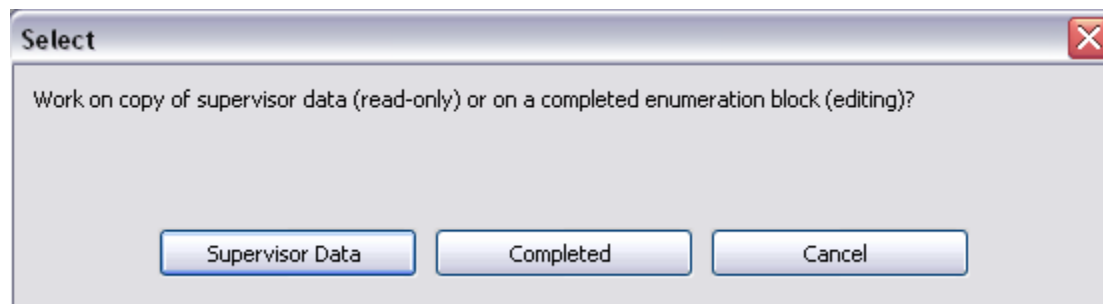 Select
Work on copy of supervisor data (read-only) or on a completed enumeration block (editing)?
Supervisor Data
Completed
Cancel